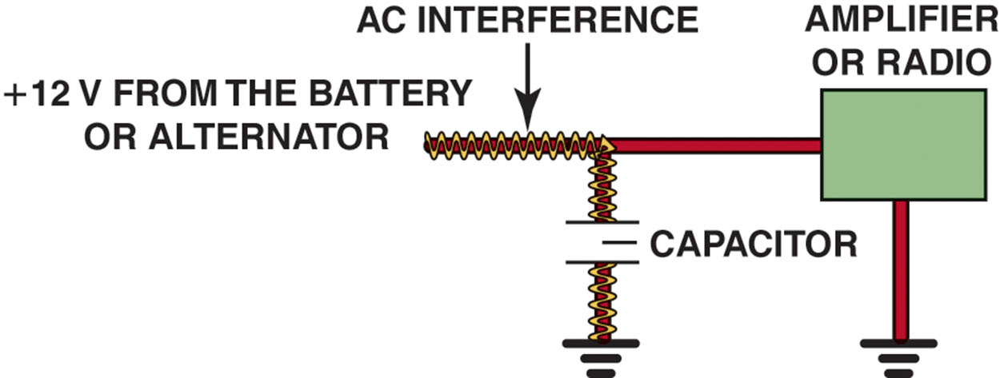 AC INTERFERENCE
AMPLIFIER
OR RADIO
+12 V FROM THE BATTERY
OR ALTERNATOR
CAPACITOR